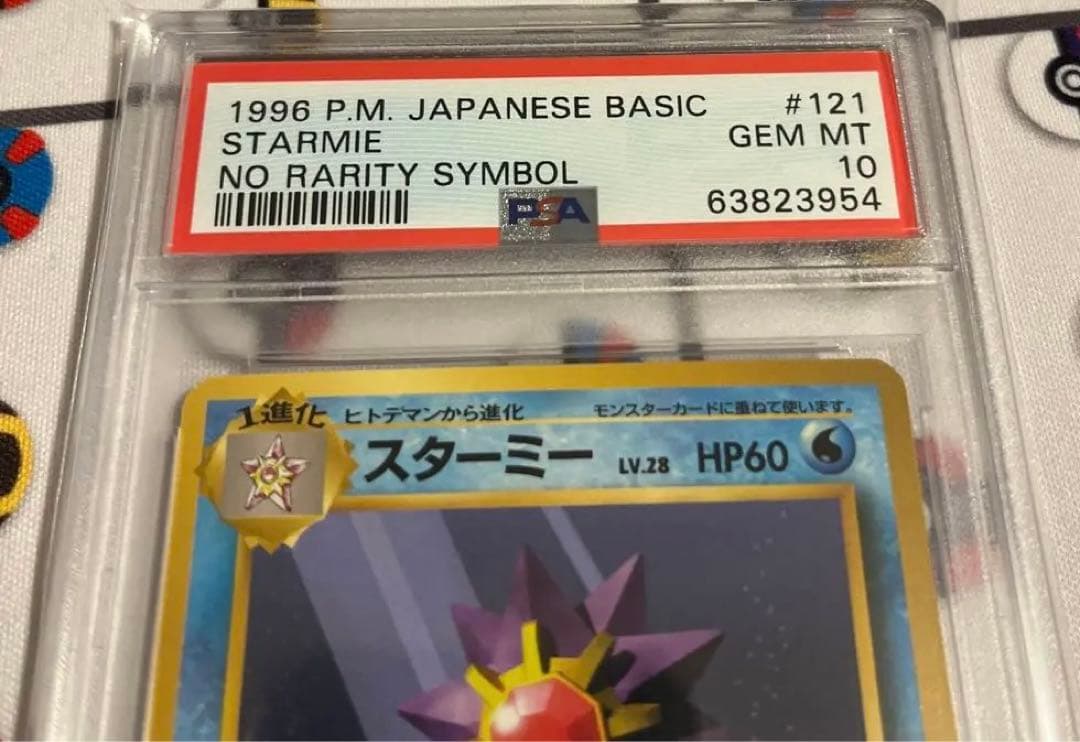 1996 P.M. JAPANESE BASIC #121
STARMIE GEM MT
NO RARITY SYMBOL 10
PSA 63823954
1進化 ヒトデマンから進化 モンスターカードに重ねて使います。
スターミー LV.28 HP60